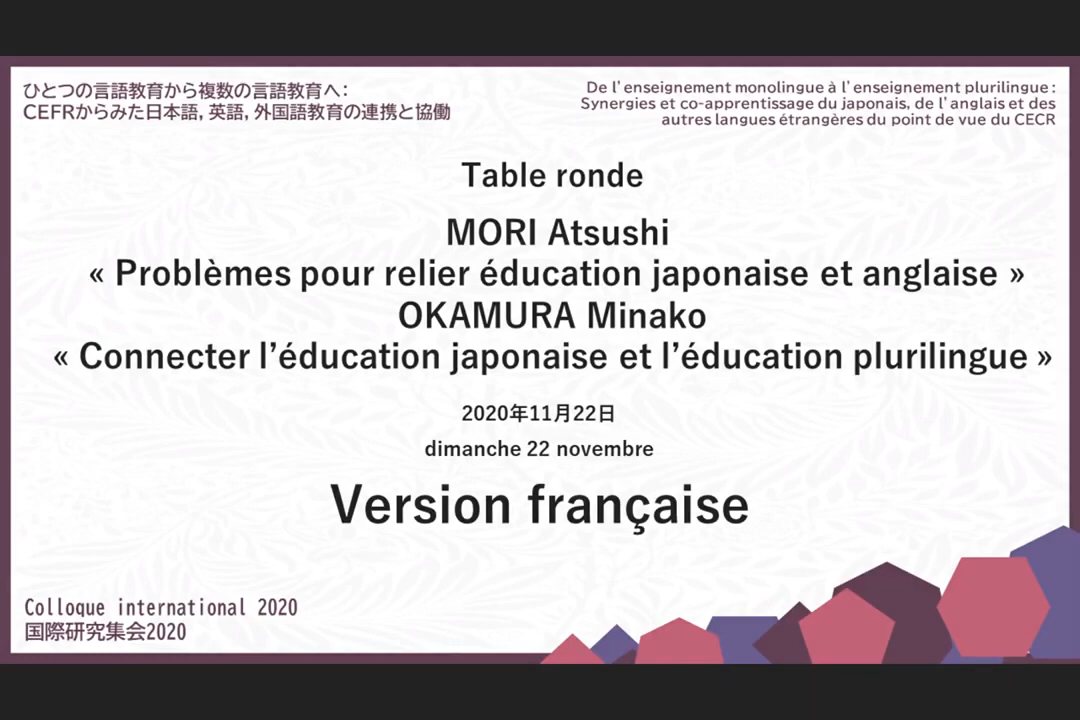 ひとつの言語教育から複数の言語教育へ:
CEFRからみた日本語, 英語, 外国語教育の連携と協働
De l'enseignement monolingue à l'enseignement plurilingue :
Synergies et co-apprentissage du japonais, de l'anglais et des
autres langues étrangères du point de vue du CECR
Table ronde
MORI Atsushi
« Problèmes pour relier éducation japonaise et anglaise »
OKAMURA Minako
« Connecter l’éducation japonaise et l’éducation plurilingue »
2020年11月22日
dimanche 22 novembre
Version française
Colloque international 2020
国際研究集会2020